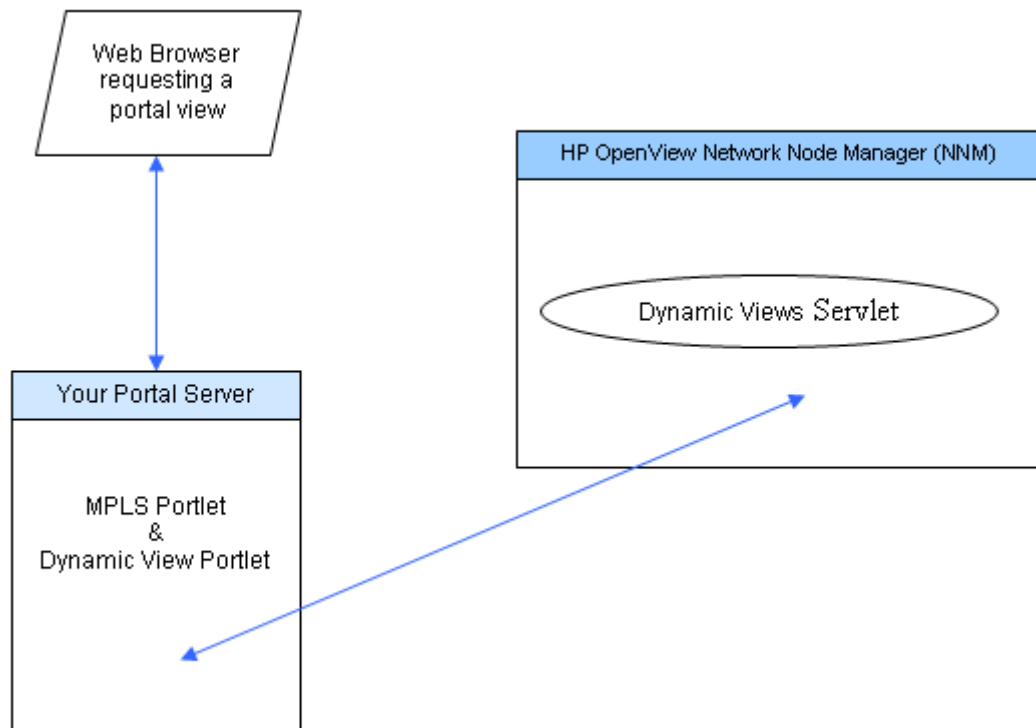 Web Browser
requesting a
portal view
HP OpenView Network Node Manager (NNM)
Dynamic Views Servlet
Your Portal Server
MPLS Portlet
&
Dynamic View Portlet